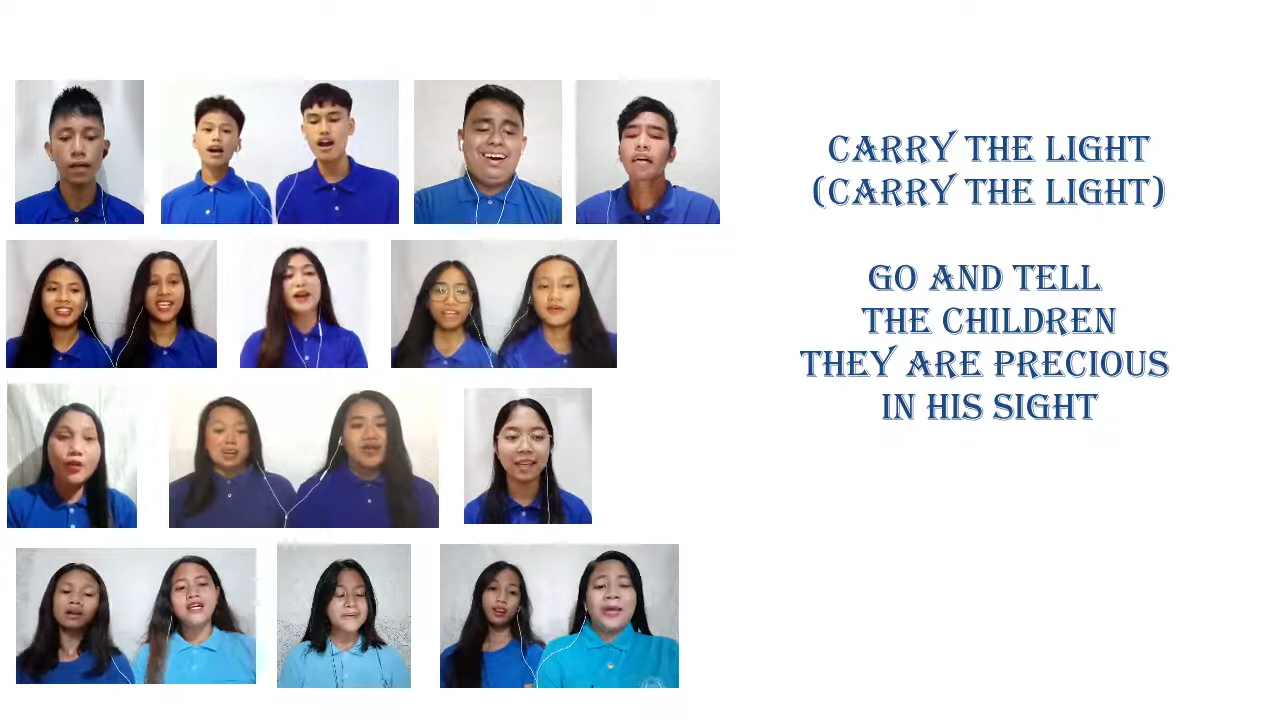 CARRY THE LIGHT
(CARRY THE LIGHT)
GO AND TELL
THE CHILDREN
THEY ARE PRECIOUS
IN HIS SIGHT